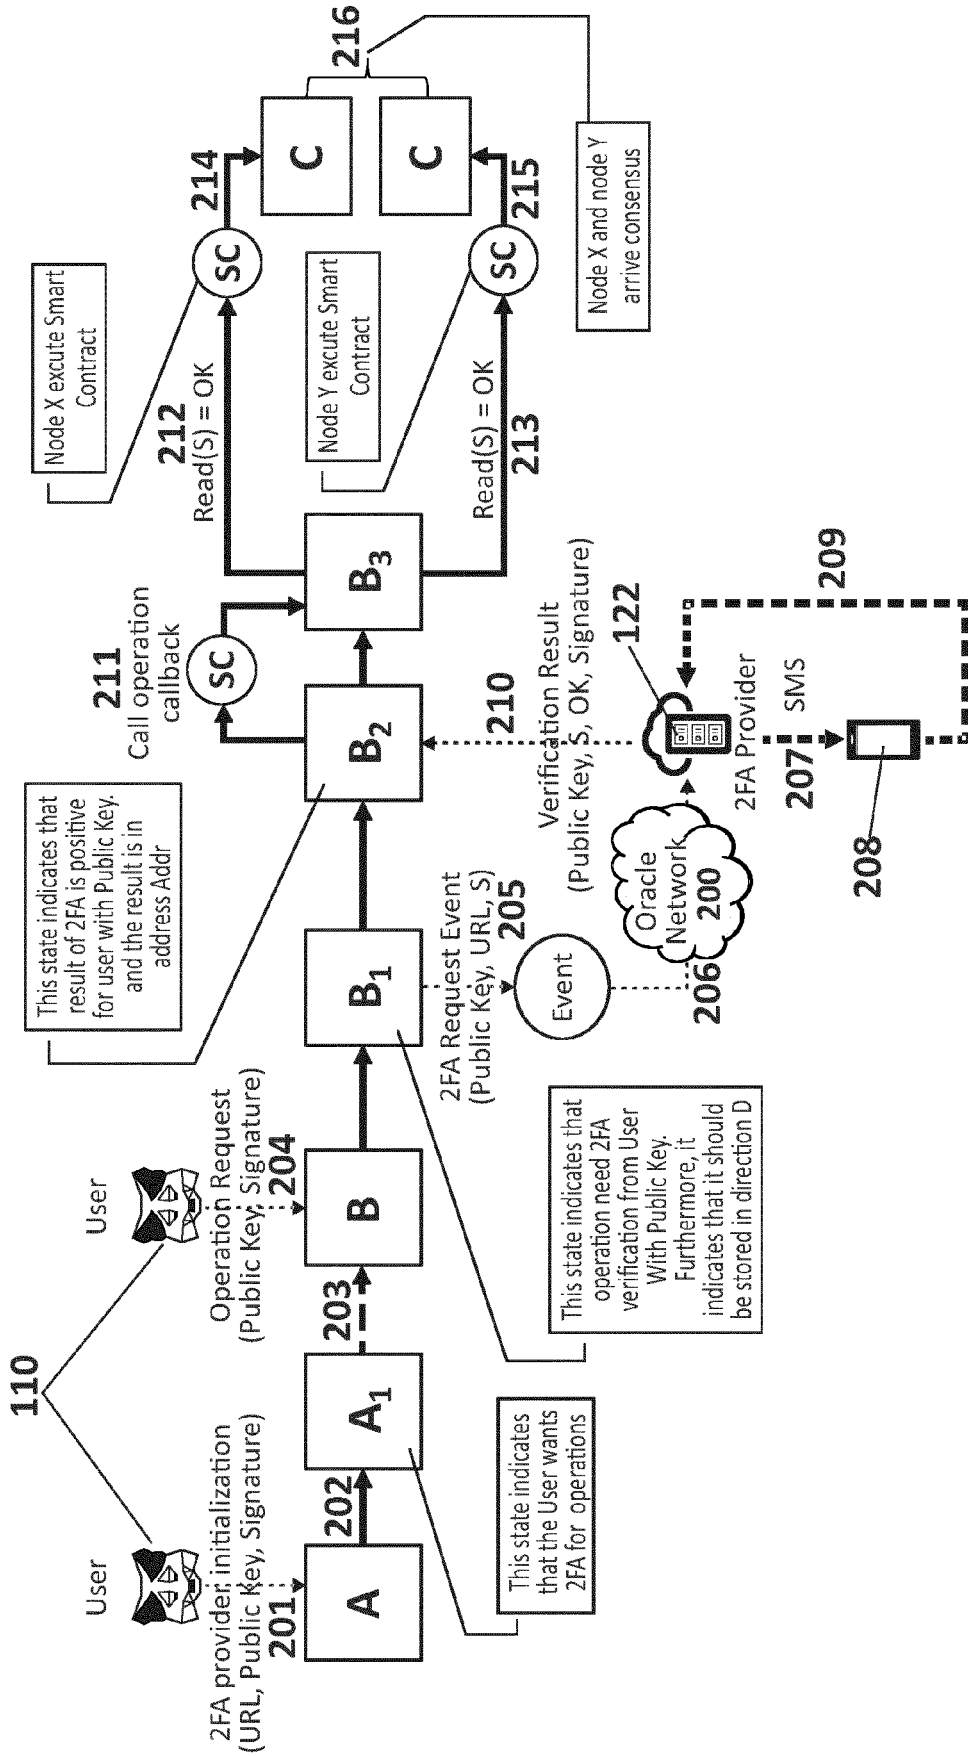 110
User
2FA provider initialization
(URL, Public Key, Signature)
201
A
202
A1
This state indicates
that the User wants
2FA for operations
203
User
Operation Request
(Public Key, Signature)
204
B
B1
This state indicates that
operation need 2FA
verification from User
With Public Key.
Furthermore, it
indicates that it should
be stored in direction D
2FA Request Event
(Public Key, URL, S)
205
Event
206
Oracle
Network
200
This state indicates that
result of 2FA is positive
for user with Public Key.
and the result is in
address Addr
B2
210
Verification Result
(Public Key, S, OK, Signature)
122
2FA Provider
207
SMS
208
209
211
Call operation
callback
SC
B3
Node X excute Smart
Contract
212
Read(S) = OK
SC
214
C
Node Y excute Smart
Contract
Read(S) = OK
213
SC
215
C
216
Node X and node Y
arrive consensus